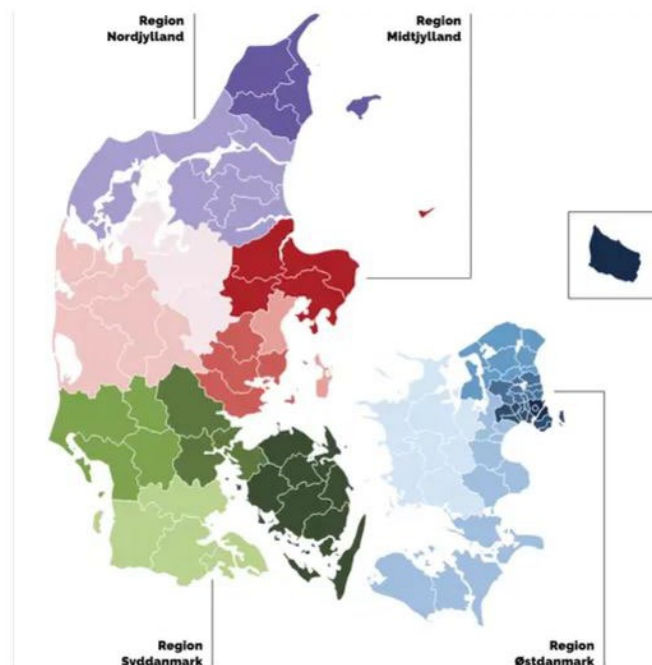 Region
Nordjylland
Region
Midtjylland
Region
Syddanmark
Region
Østdanmark